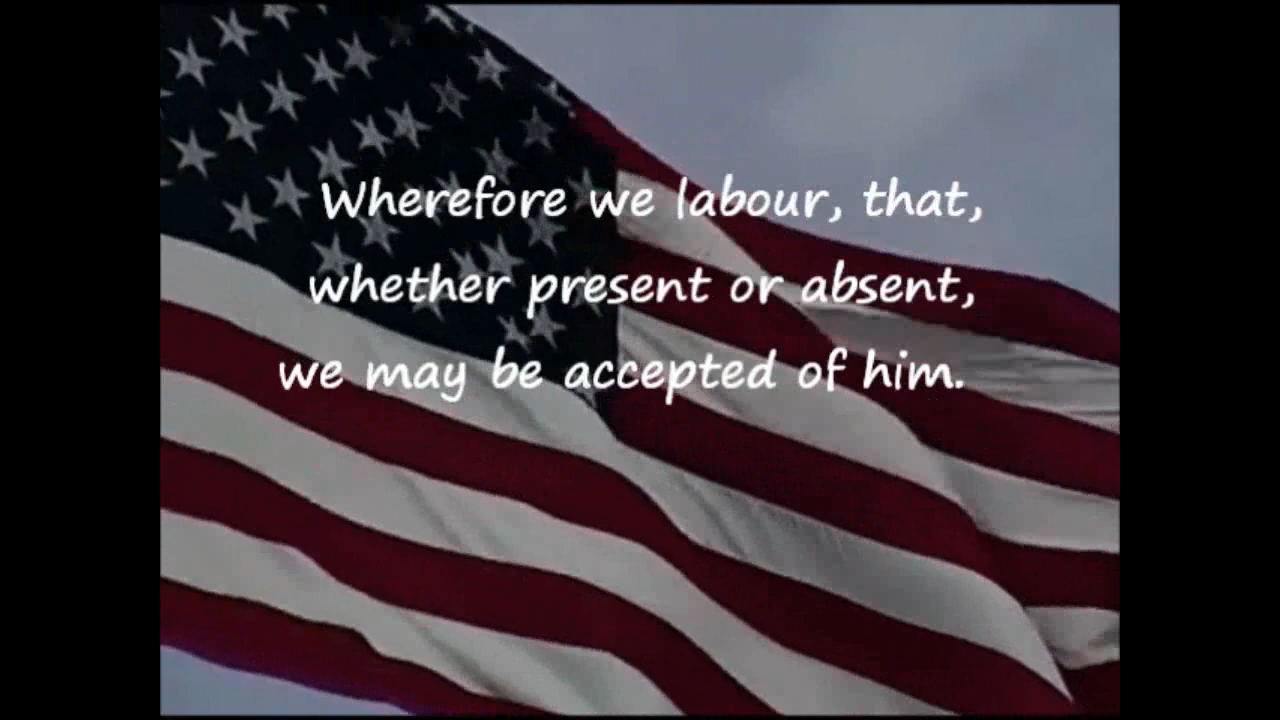 Wherefore we labour, that,
whether present or absent,
we may be accepted of him.